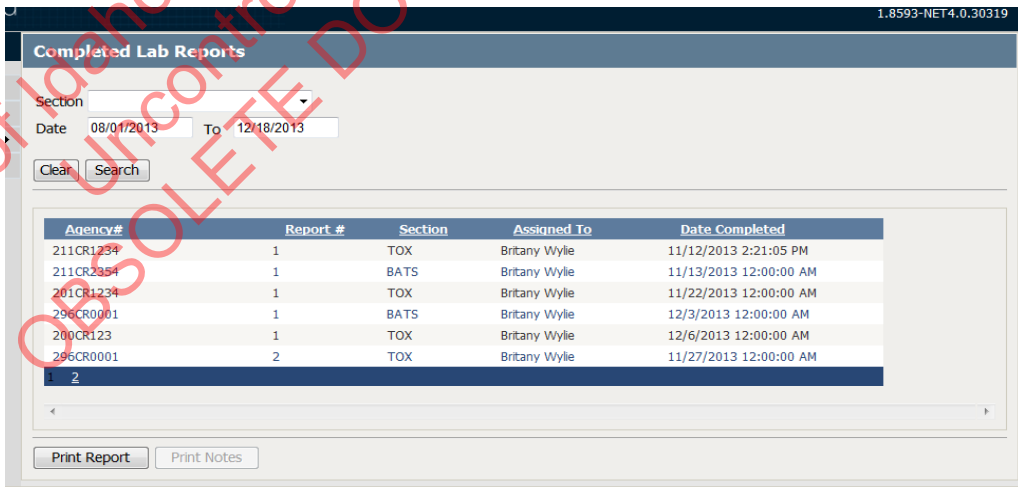 1.8593-NET4.0.30319
Completed Lab Reports
Section
Date 08/01/2013 To 12/18/2013
Clear Search
Agency# Report # Section Assigned To Date Completed
211CR1234 1 TOX Britany Wylie 11/12/2013 2:21:05 PM
211CR2354 1 BATS Britany Wylie 11/13/2013 12:00:00 AM
201CR1234 1 TOX Britany Wylie 11/22/2013 12:00:00 AM
296CR0001 1 BATS Britany Wylie 12/3/2013 12:00:00 AM
200CR123 1 TOX Britany Wylie 12/6/2013 12:00:00 AM
296CR0001 2 TOX Britany Wylie 11/27/2013 12:00:00 AM
1 2
Print Report Print Notes
of Idaho
Uncontro
OBSOLETE DO